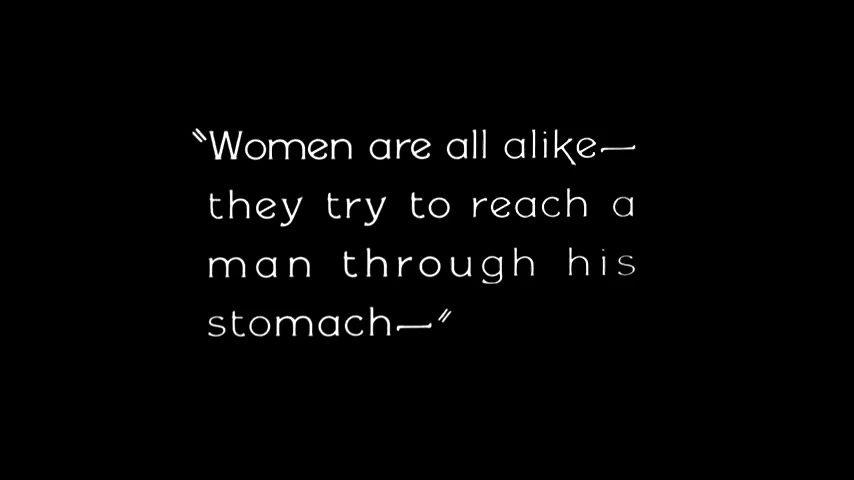 "Women are all alike—
they try to reach a
man through his
stomach—"